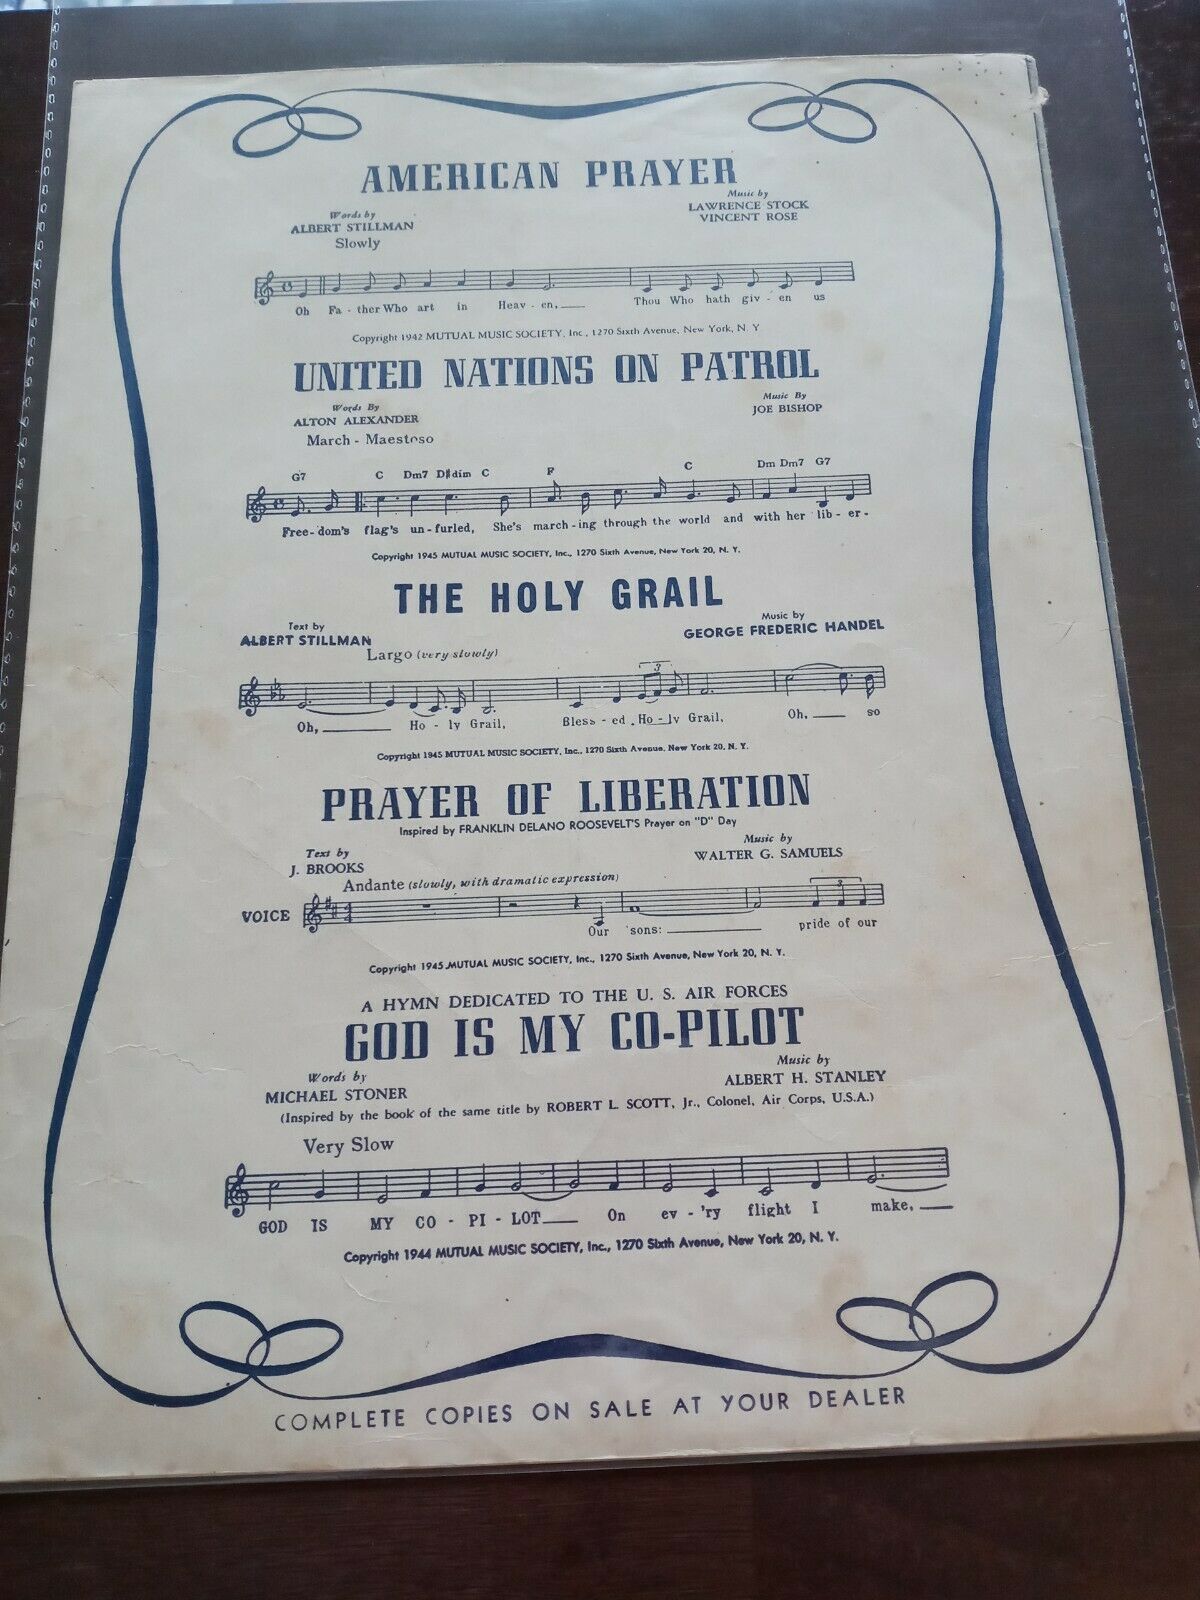 AMERICAN PRAYER
Words by
ALBERT STILLMAN
Music by
LAWRENCE STOCK
VINCENT ROSE
Slowly
Oh Fa - ther Who art in Heav - en, Thou Who hath giv - en us
Copyright 1942 MUTUAL MUSIC SOCIETY, Inc., 1270 Sixth Avenue, New York, N. Y
UNITED NATIONS ON PATROL
Words By
ALTON ALEXANDER
Music By
JOE BISHOP
March - Maestoso
G7 C Dm7 D♯dim C F C Dm Dm7 G7
Free - dom's flag's un - furled, She's march - ing through the world and with her lib - er -
Copyright 1945 MUTUAL MUSIC SOCIETY, Inc., 1270 Sixth Avenue, New York 20, N. Y.
THE HOLY GRAIL
Text by
ALBERT STILLMAN
Music by
GEORGE FREDERIC HANDEL
Largo (very slowly)
3
Oh, Ho - ly Grail, Bless - ed Ho - ly Grail, Oh, so
Copyright 1945 MUTUAL MUSIC SOCIETY, Inc., 1270 Sixth Avenue, New York 20, N. Y.
PRAYER OF LIBERATION
Inspired by FRANKLIN DELANO ROOSEVELT'S Prayer on "D" Day
Text by
J. BROOKS
Music by
WALTER G. SAMUELS
Andante (slowly, with dramatic expression)
VOICE 4 4 3
Our sons: pride of our
Copyright 1945 MUTUAL MUSIC SOCIETY, Inc., 1270 Sixth Avenue, New York 20, N. Y.
A HYMN DEDICATED TO THE U. S. AIR FORCES
GOD IS MY CO-PILOT
Words by
MICHAEL STONER
Music by
ALBERT H. STANLEY
(Inspired by the book of the same title by ROBERT L. SCOTT, Jr., Colonel, Air Corps, U.S.A.)
Very Slow
GOD IS MY CO - PI - LOT On ev - 'ry flight I make,
Copyright 1944 MUTUAL MUSIC SOCIETY, Inc., 1270 Sixth Avenue, New York 20, N. Y.
COMPLETE COPIES ON SALE AT YOUR DEALER